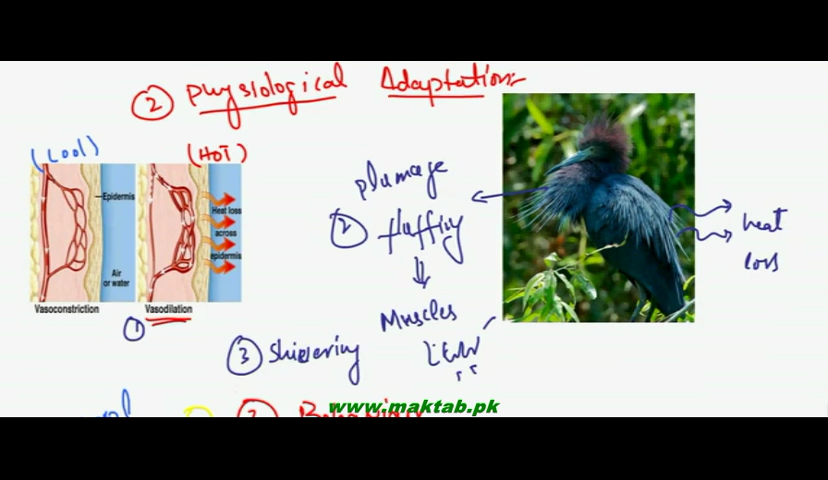 ② Physiological Adaptations
(Cool)
(HOT)
Epidermis
Air
or water
Vasoconstriction
Heat loss
across
epidermis
Vasodilation
①
plumage
② fluffing
Muscles
③ Shivering
heat
loss
www.maktab.pk